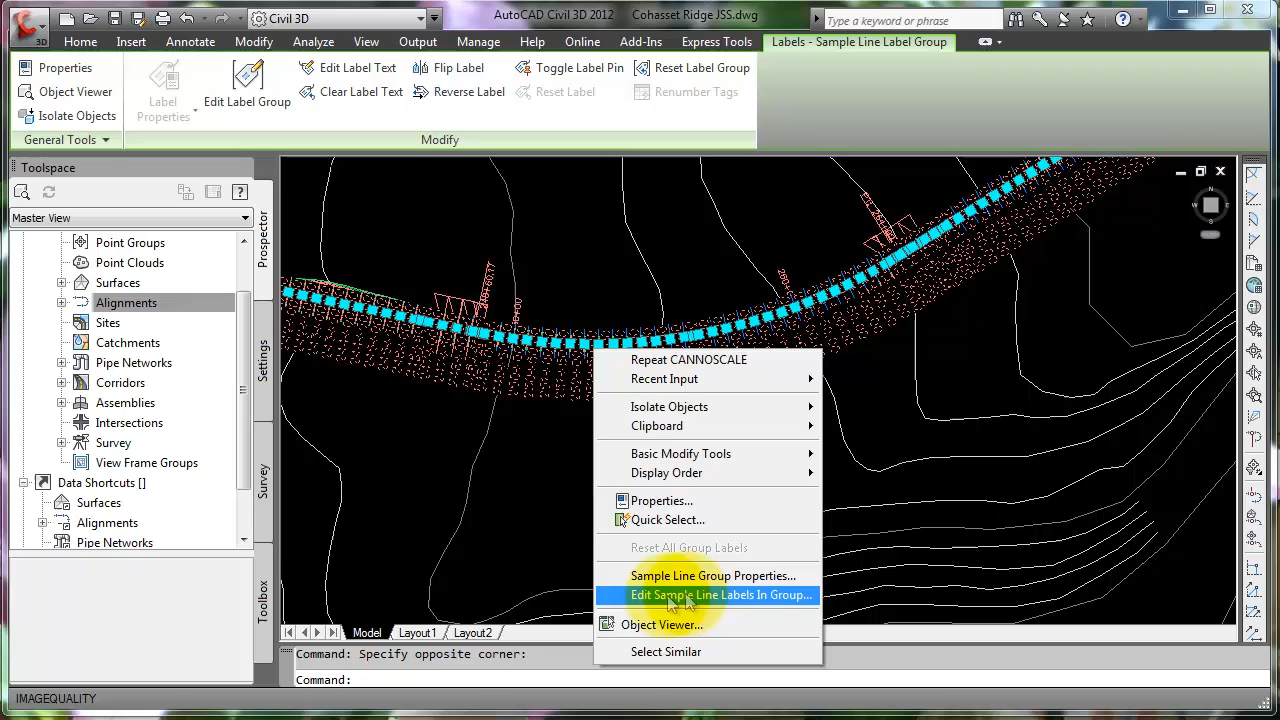 Civil 3D
AutoCAD Civil 3D 2012
Cohasset Ridge JSS.dwg
Type a keyword or phrase
3D
Home
Insert
Annotate
Modify
Analyze
View
Output
Manage
Help
Online
Add-Ins
Express Tools
Labels - Sample Line Label Group
Properties
Object Viewer
Isolate Objects
General Tools
Label Properties
Edit Label Group
Edit Label Text
Clear Label Text
Flip Label
Reverse Label
Toggle Label Pin
Reset Label
Reset Label Group
Renumber Tags
Modify
Toolspace
Master View
Point Groups
Point Clouds
Surfaces
Alignments
Sites
Catchments
Pipe Networks
Corridors
Assemblies
Intersections
Survey
View Frame Groups
Data Shortcuts []
Surfaces
Alignments
Pipe Networks
Prospector
Settings
Survey
Toolbox
N
W
E
S
Repeat CANNOSCALE
Recent Input
Isolate Objects
Clipboard
Basic Modify Tools
Display Order
Properties...
Quick Select...
Reset All Group Labels
Sample Line Group Properties...
Edit Sample Line Labels In Group...
Object Viewer...
Select Similar
Model
Layout1
Layout2
Command: Specify opposite corner:
Command:
IMAGEQUALITY